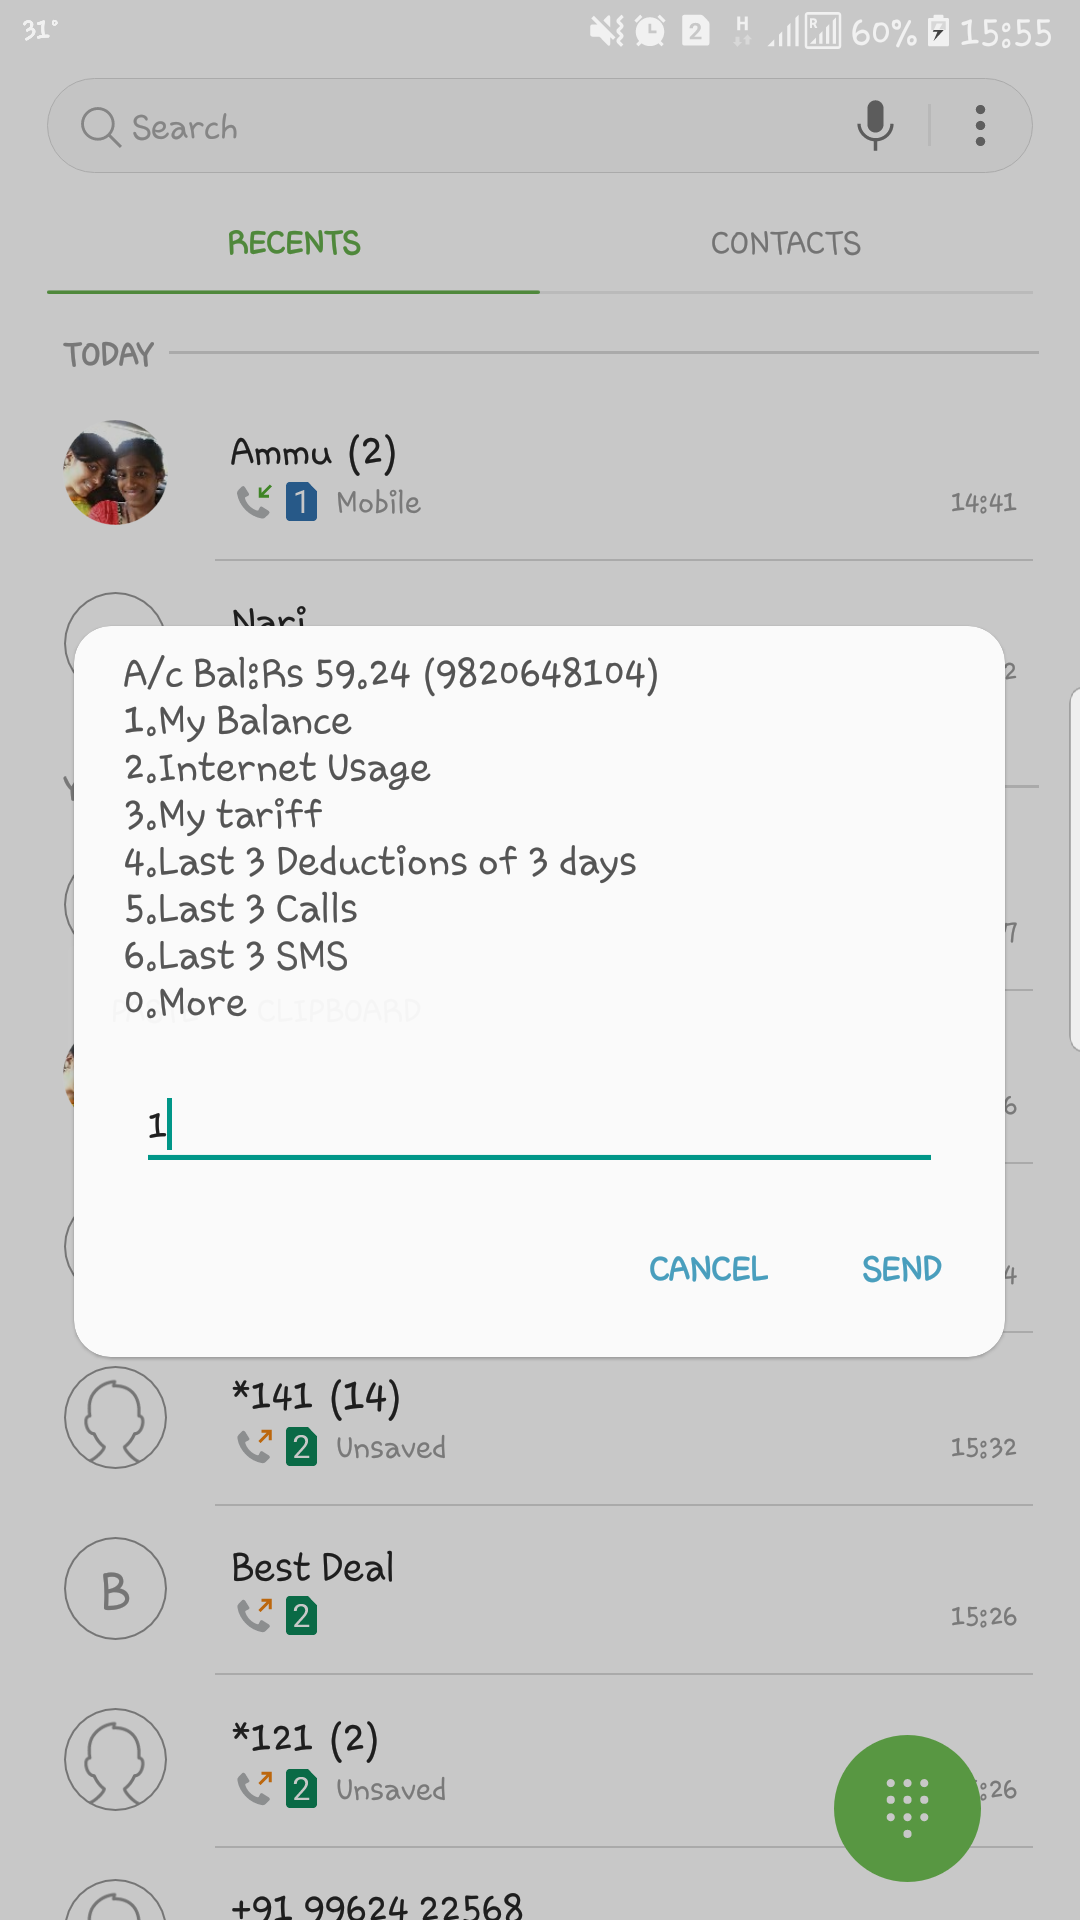 31°
2 H R 60% 15:55
Search
RECENTS CONTACTS
TODAY
Ammu (2)
1 Mobile 14:41
Nari
2
A/c Bal:Rs 59.24 (9820648104)
1.My Balance
2.Internet Usage
3.My tariff
4.Last 3 Deductions of 3 days
5.Last 3 Calls
6.Last 3 SMS
0.More
CLIPBOARD
1
CANCEL SEND
*141 (14)
2 Unsaved 15:32
B
Best Deal
2 15:26
*121 (2)
2 Unsaved :26
+91 99624 22568